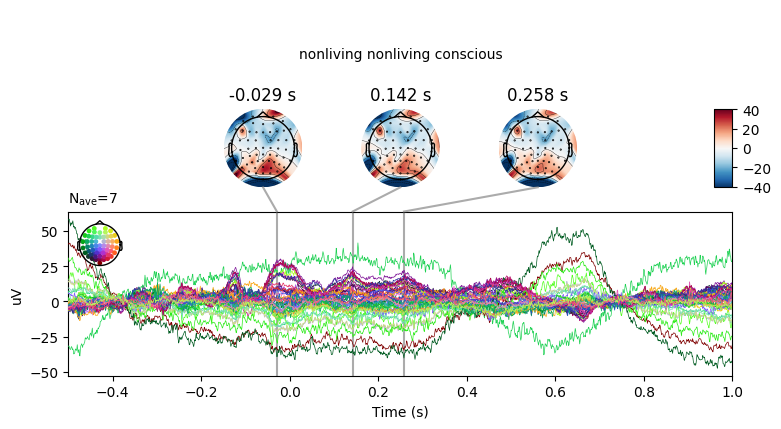 nonliving nonliving conscious
-0.029 s 0.142 s 0.258 s
40
20
0
−20
−40
Nave=7
50
25
0
−25
−50
uV
−0.4 −0.2 0.0 0.2 0.4 0.6 0.8 1.0
Time (s)